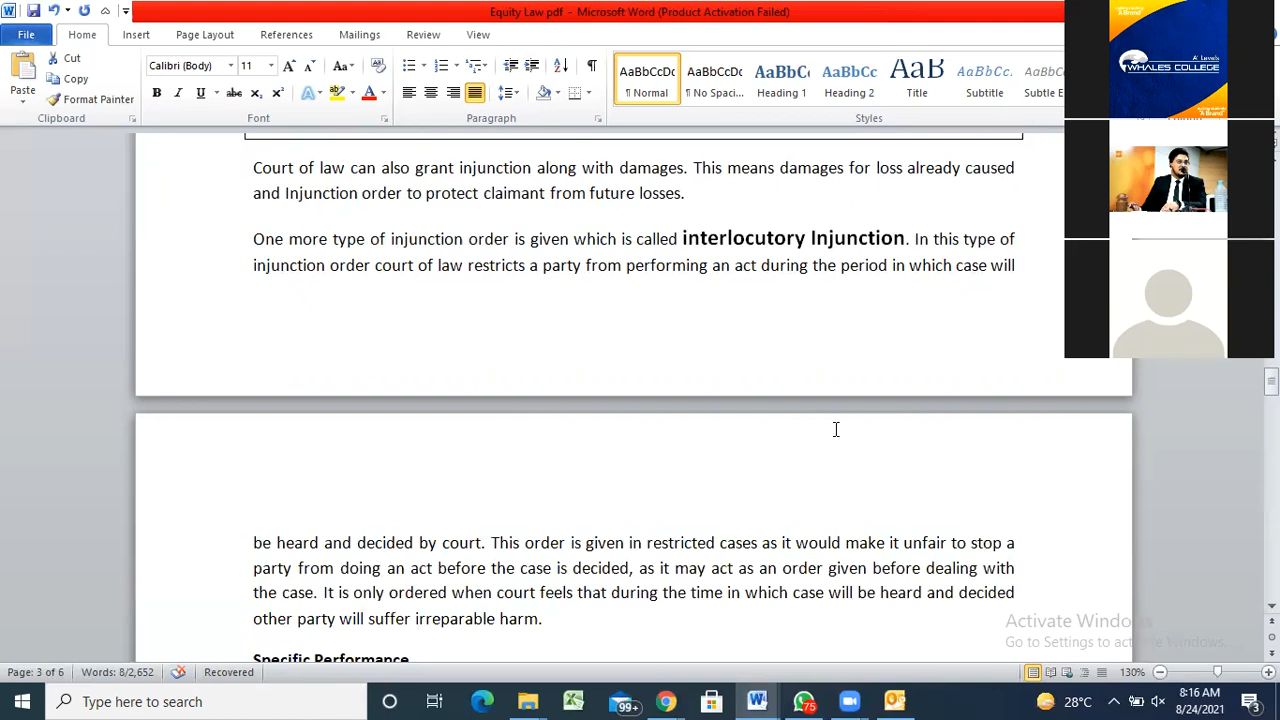 Equity Law pdf - Microsoft Word (Product Activation Failed)
File Home Insert Page Layout References Mailings Review View
Paste
Cut
Copy
Format Painter
Clipboard
Calibri (Body) 11
Font
Paragraph
AaBbCcDc AaBbCcDc AaBbCc AaBbCc AaB AaBbCcDc AaBbCcDc
¶ Normal ¶ No Spaci... Heading 1 Heading 2 Title Subtitle Subtle E
Styles
A' Levels
WHALES COLLEGE
Court of law can also grant injunction along with damages. This means damages for loss already caused
and Injunction order to protect claimant from future losses.
One more type of injunction order is given which is called interlocutory Injunction. In this type of
injunction order court of law restricts a party from performing an act during the period in which case will
be heard and decided by court. This order is given in restricted cases as it would make it unfair to stop a
party from doing an act before the case is decided, as it may act as an order given before dealing with
the case. It is only ordered when court feels that during the time in which case will be heard and decided
other party will suffer irreparable harm.
Specific Performance
Activate Windows
Go to Settings to activate Windows.
Page: 3 of 6 Words: 8/2,652 Recovered 130%
Type here to search
99+
75
28°C
8:16 AM
8/24/2021
3